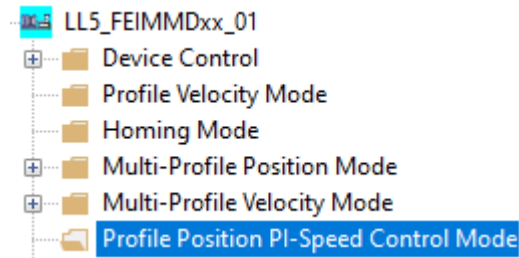 LL5_FEIMMDxx_01
Device Control
Profile Velocity Mode
Homing Mode
Multi-Profile Position Mode
Multi-Profile Velocity Mode
Profile Position PI-Speed Control Mode